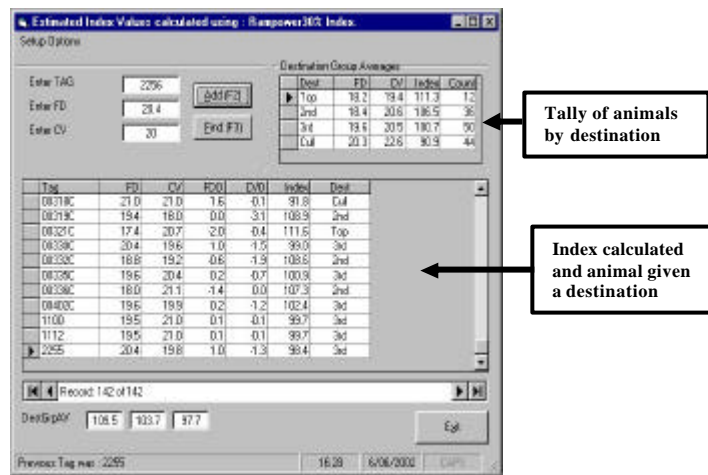 Estimated Index Values calculated using : Rampower30% Index.
Setup Options
Destination Group Averages
Enter TAG 2256 Add (F2)
Enter FD 20.4
Enter CV 20 Find (F3)
Dest FD CV Index Count
Top 18.2 19.4 111.3 12
2nd 18.4 20.6 106.5 36
3rd 19.6 20.5 100.7 50
Cull 20.3 22.6 90.9 44
Tally of animals
by destination
Tag FD CV FDD CVD Index Dest
00318C 21.0 21.0 1.6 -0.1 91.8 Cull
00319C 19.4 18.0 0.0 -3.1 108.9 2nd
00321C 17.4 20.7 -2.0 -0.4 111.6 Top
00330C 20.4 19.6 1.0 -1.5 99.0 3rd
00332C 18.8 19.2 -0.6 -1.9 108.6 2nd
00335C 19.6 20.4 0.2 -0.7 100.9 3rd
00336C 18.0 21.1 -1.4 0.0 107.3 2nd
00402C 19.6 19.9 0.2 -1.2 102.4 3rd
1100 19.5 21.0 0.1 -0.1 99.7 3rd
1112 19.5 21.0 0.1 -0.1 99.7 3rd
2255 20.4 19.8 1.0 -1.3 98.4 3rd
Index calculated
and animal given
a destination
Record: 142 of 142
DestGrpAV 109.5 103.7 97.7
Exit
Previous Tag was : 2255 16:28 6/06/2002 CAPS